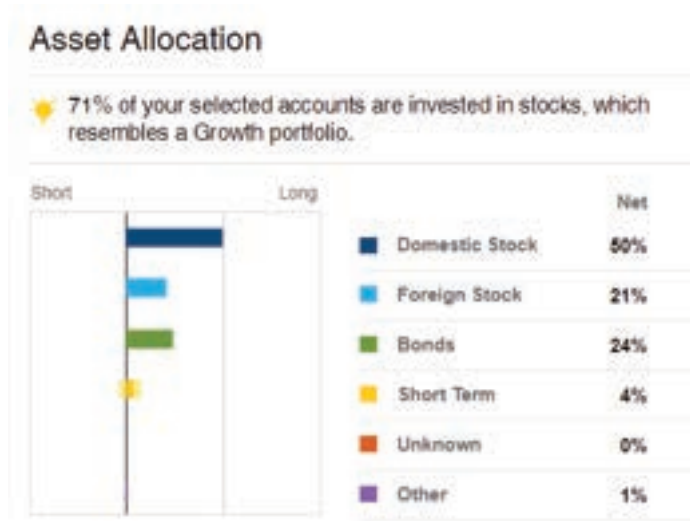 Asset Allocation
71% of your selected accounts are invested in stocks, which
resembles a Growth portfolio.
Short Long
Net
Domestic Stock 50%
Foreign Stock 21%
Bonds 24%
Short Term 4%
Unknown 0%
Other 1%